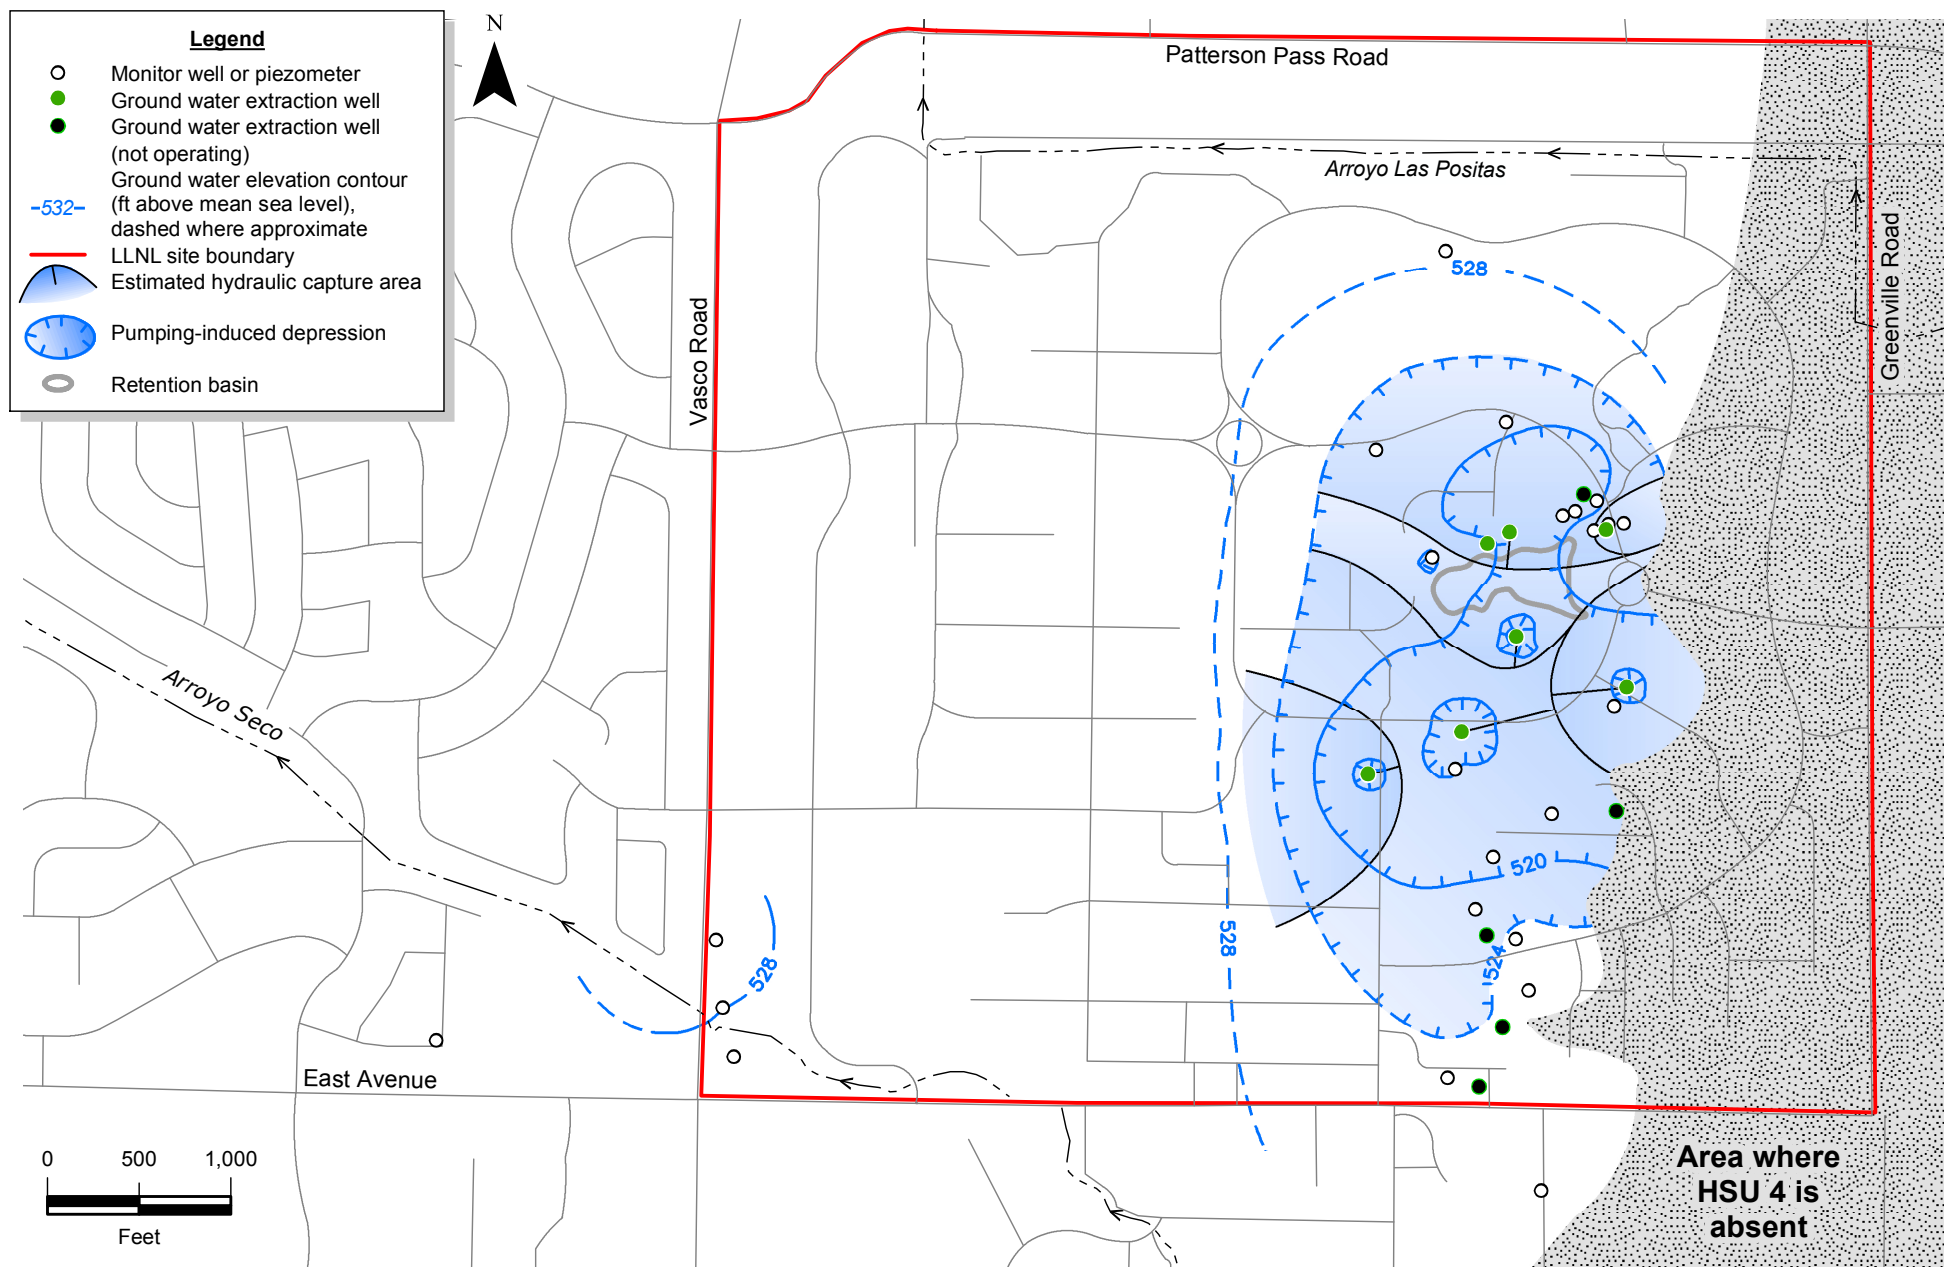 Legend
Monitor well or piezometer
Ground water extraction well
Ground water extraction well
(not operating)
Ground water elevation contour
(ft above mean sea level),
dashed where approximate
-532-
LLNL site boundary
Estimated hydraulic capture area
Pumping-induced depression
Retention basin
N
Patterson Pass Road
Arroyo Las Positas
Greenville Road
Vasco Road
528
Arroyo Seco
520
528
524
528
East Avenue
0 500 1,000
Feet
Area where
HSU 4 is
absent